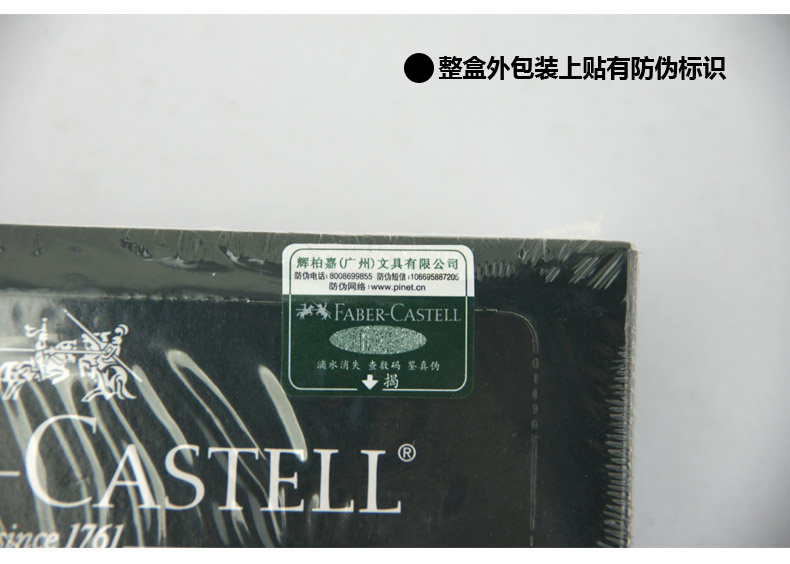 ●整盒外包装上贴有防伪标识
辉柏嘉(广州)文具有限公司
防伪电话:8008699855 防伪短信:106695887205
防伪网络:www.pinet.cn
FABER-CASTELL
滴水消失 查数码 鉴真伪
揭
-CASTELL®
since 1761